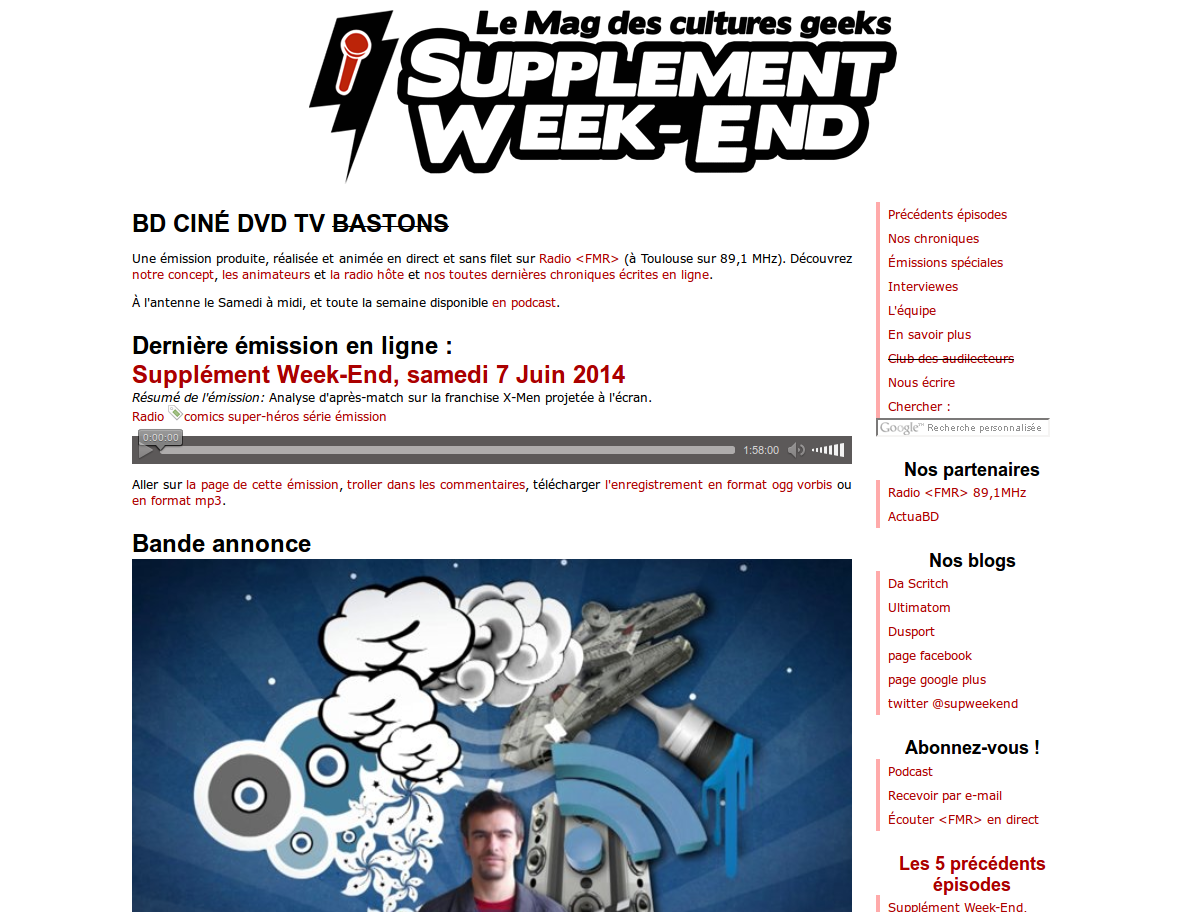 Le Mag des cultures geeks
SUPPLEMENT
WEEK-END
BD CINÉ DVD TV BASTONS
Une émission produite, réalisée et animée en direct et sans filet sur Radio <FMR> (à Toulouse sur 89,1 MHz). Découvrez
notre concept, les animateurs et la radio hôte et nos toutes dernières chroniques écrites en ligne.
À l'antenne le Samedi à midi, et toute la semaine disponible en podcast.
Dernière émission en ligne :
Supplément Week-End, samedi 7 Juin 2014
Résumé de l'émission: Analyse d'après-match sur la franchise X-Men projetée à l'écran.
Radio comics super-héros série émission
0:00:00
1:58:00
Aller sur la page de cette émission, troller dans les commentaires, télécharger l'enregistrement en format ogg vorbis ou
en format mp3.
Bande annonce
Précédents épisodes
Nos chroniques
Émissions spéciales
Interviewes
L'équipe
En savoir plus
Club des audilecteurs
Nous écrire
Chercher :
Google™ Recherche personnalisée
Nos partenaires
Radio <FMR> 89,1MHz
ActuaBD
Nos blogs
Da Scritch
Ultimatom
Dusport
page facebook
page google plus
twitter @supweekend
Abonnez-vous !
Podcast
Recevoir par e-mail
Écouter <FMR> en direct
Les 5 précédents
épisodes
Supplément Week-End,